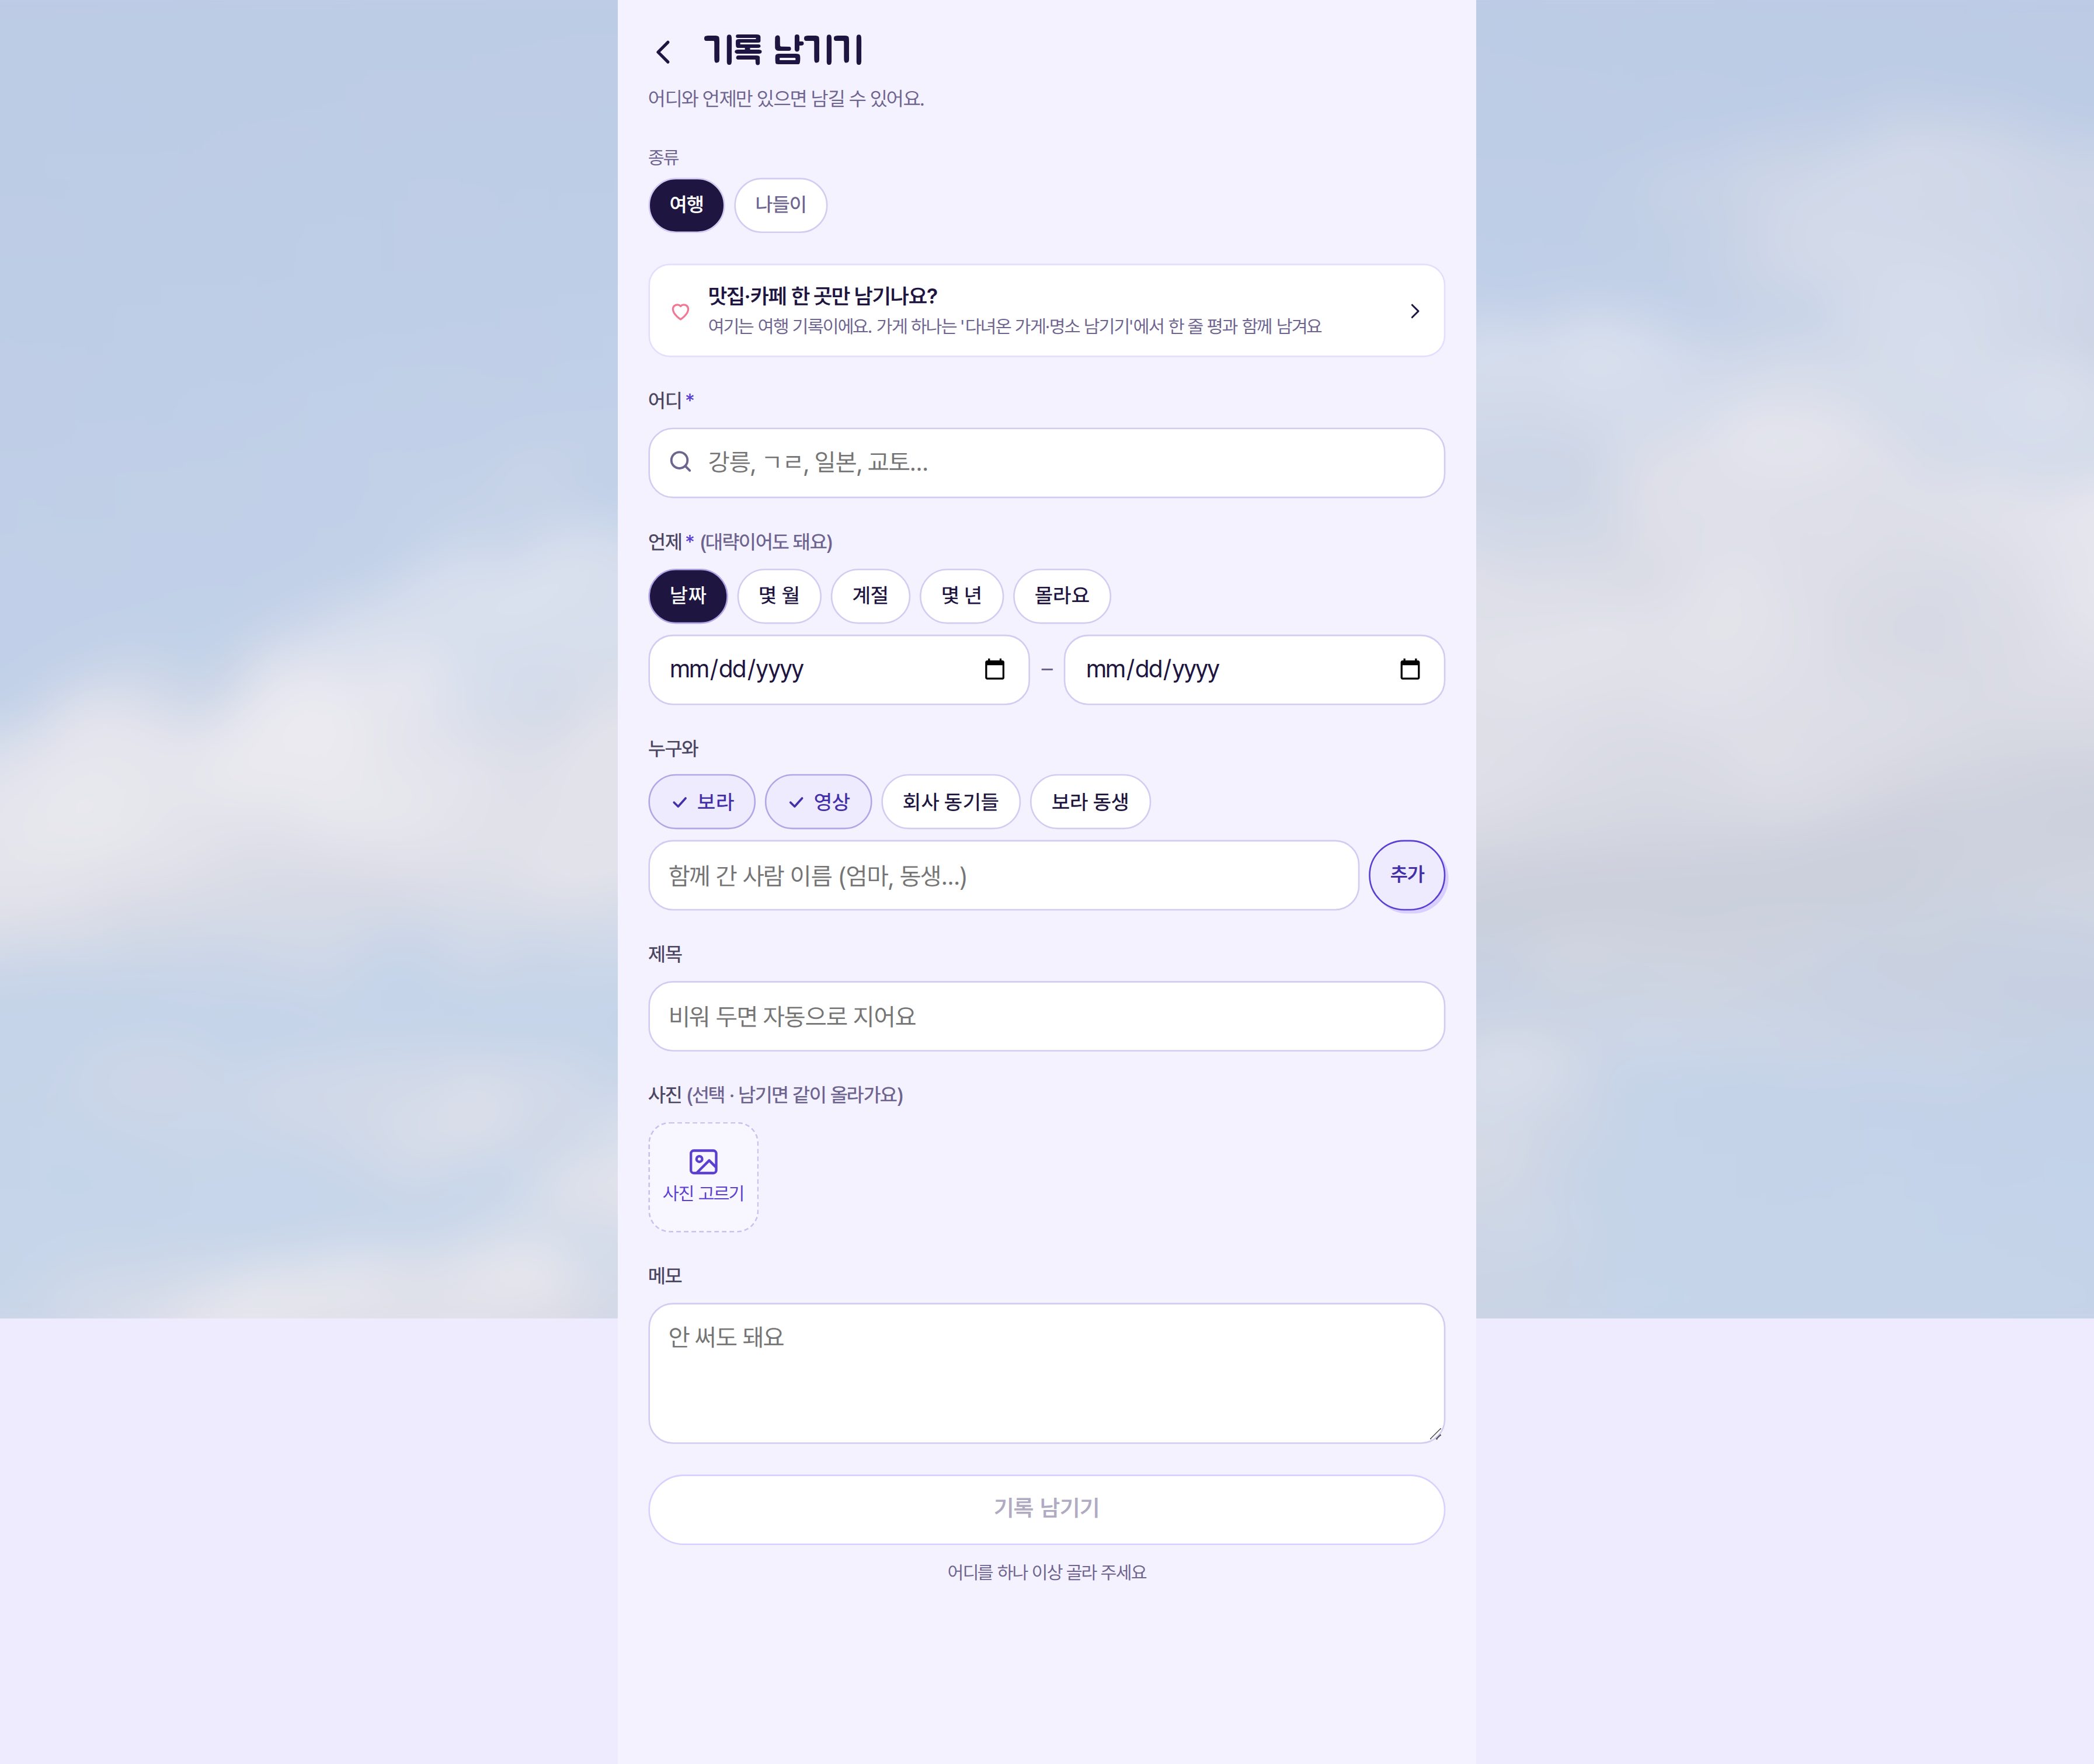 기록 남기기
어디와 언제만 있으면 남길 수 있어요.
종류
여행 나들이
맛집·카페 한 곳만 남기나요?
여기는 여행 기록이에요. 가게 하나는 '다녀온 가게·명소 남기기'에서 한 줄 평과 함께 남겨요
어디 *
강릉, ㄱㄹ, 일본, 교토...
언제 * (대략이어도 돼요)
날짜 몇 월 계절 몇 년 몰라요
mm/dd/yyyy – mm/dd/yyyy
누구와
보라 영상 회사 동기들 보라 동생
함께 간 사람 이름 (엄마, 동생...) 추가
제목
비워 두면 자동으로 지어요
사진 (선택 · 남기면 같이 올라가요)
사진 고르기
메모
안 써도 돼요
기록 남기기
어디를 하나 이상 골라 주세요